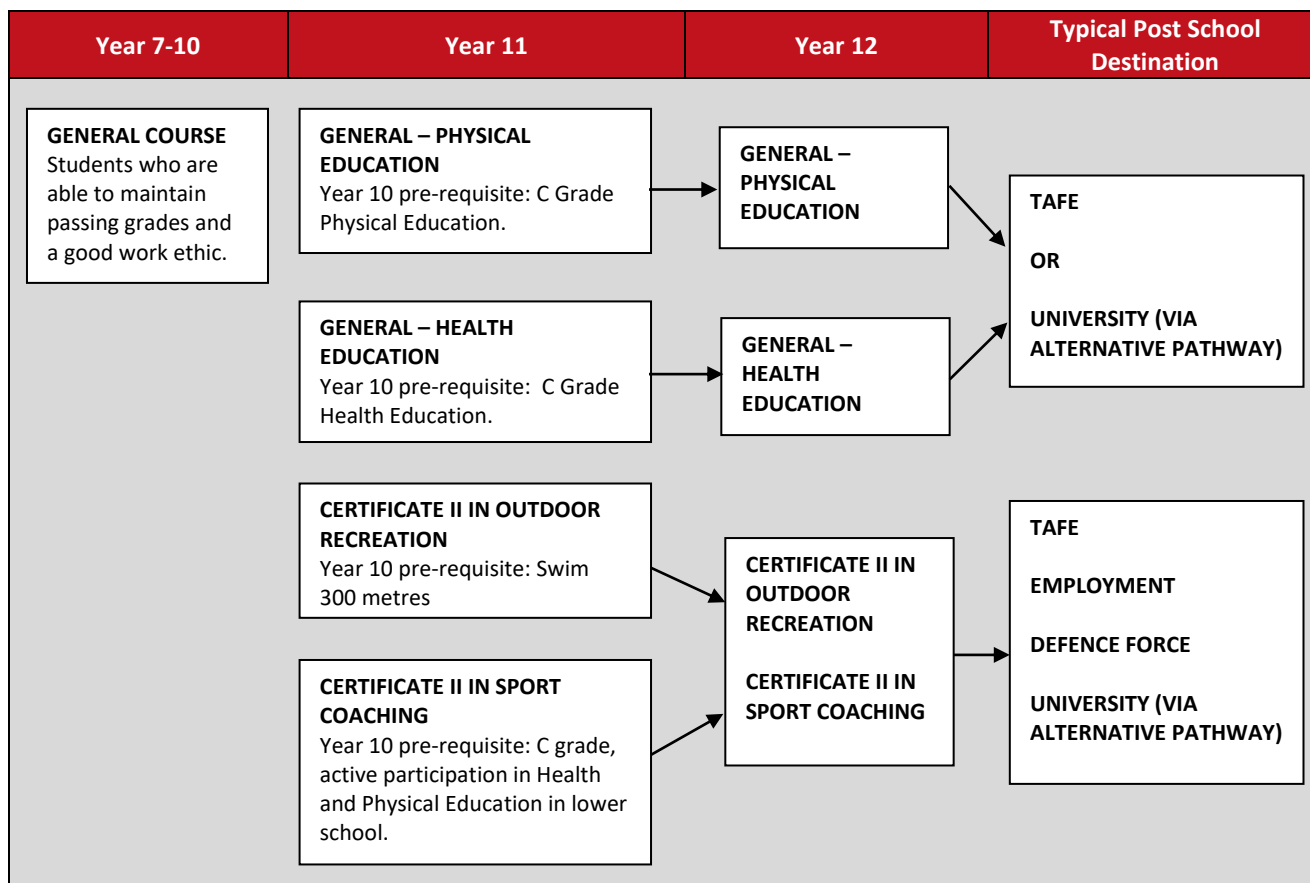 Year 7-10
Year 11
Year 12
Typical Post School
Destination
GENERAL COURSE
Students who are
able to maintain
passing grades and
a good work ethic.
GENERAL – PHYSICAL
EDUCATION
Year 10 pre-requisite: C Grade
Physical Education.
GENERAL –
PHYSICAL
EDUCATION
TAFE
OR
UNIVERSITY (VIA
ALTERNATIVE PATHWAY)
GENERAL – HEALTH
EDUCATION
Year 10 pre-requisite:  C Grade
Health Education.
GENERAL –
HEALTH
EDUCATION
CERTIFICATE II IN OUTDOOR
RECREATION
Year 10 pre-requisite: Swim
300 metres
CERTIFICATE II IN SPORT
COACHING
Year 10 pre-requisite: C grade,
active participation in Health
and Physical Education in lower
school.
CERTIFICATE II IN
OUTDOOR
RECREATION
CERTIFICATE II IN
SPORT COACHING
TAFE
EMPLOYMENT
DEFENCE FORCE
UNIVERSITY (VIA
ALTERNATIVE PATHWAY)